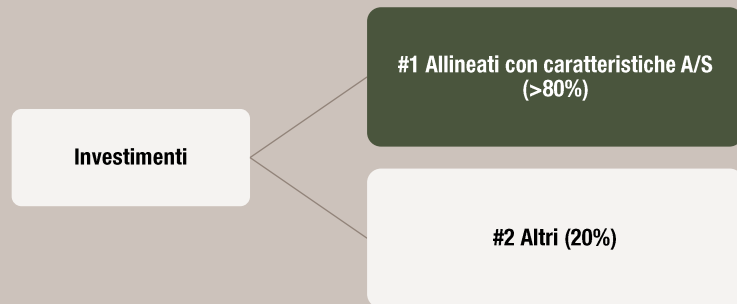 #1 Allineati con caratteristiche A/S
(>80%)
Investimenti
#2 Altri (20%)